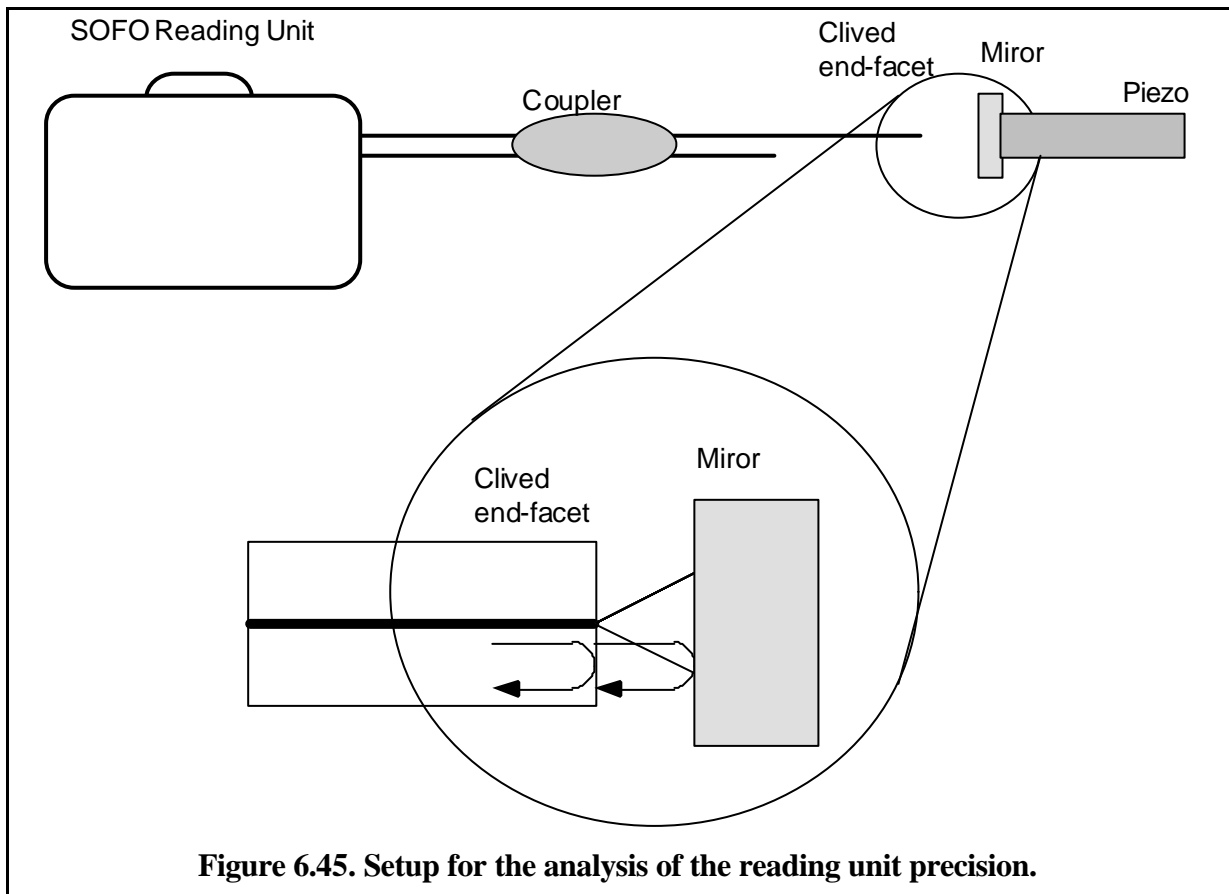 SOFO Reading Unit
Coupler
Clived
end-facet
Miror
Piezo
Clived
end-facet
Miror
Figure 6.45. Setup for the analysis of the reading unit precision.